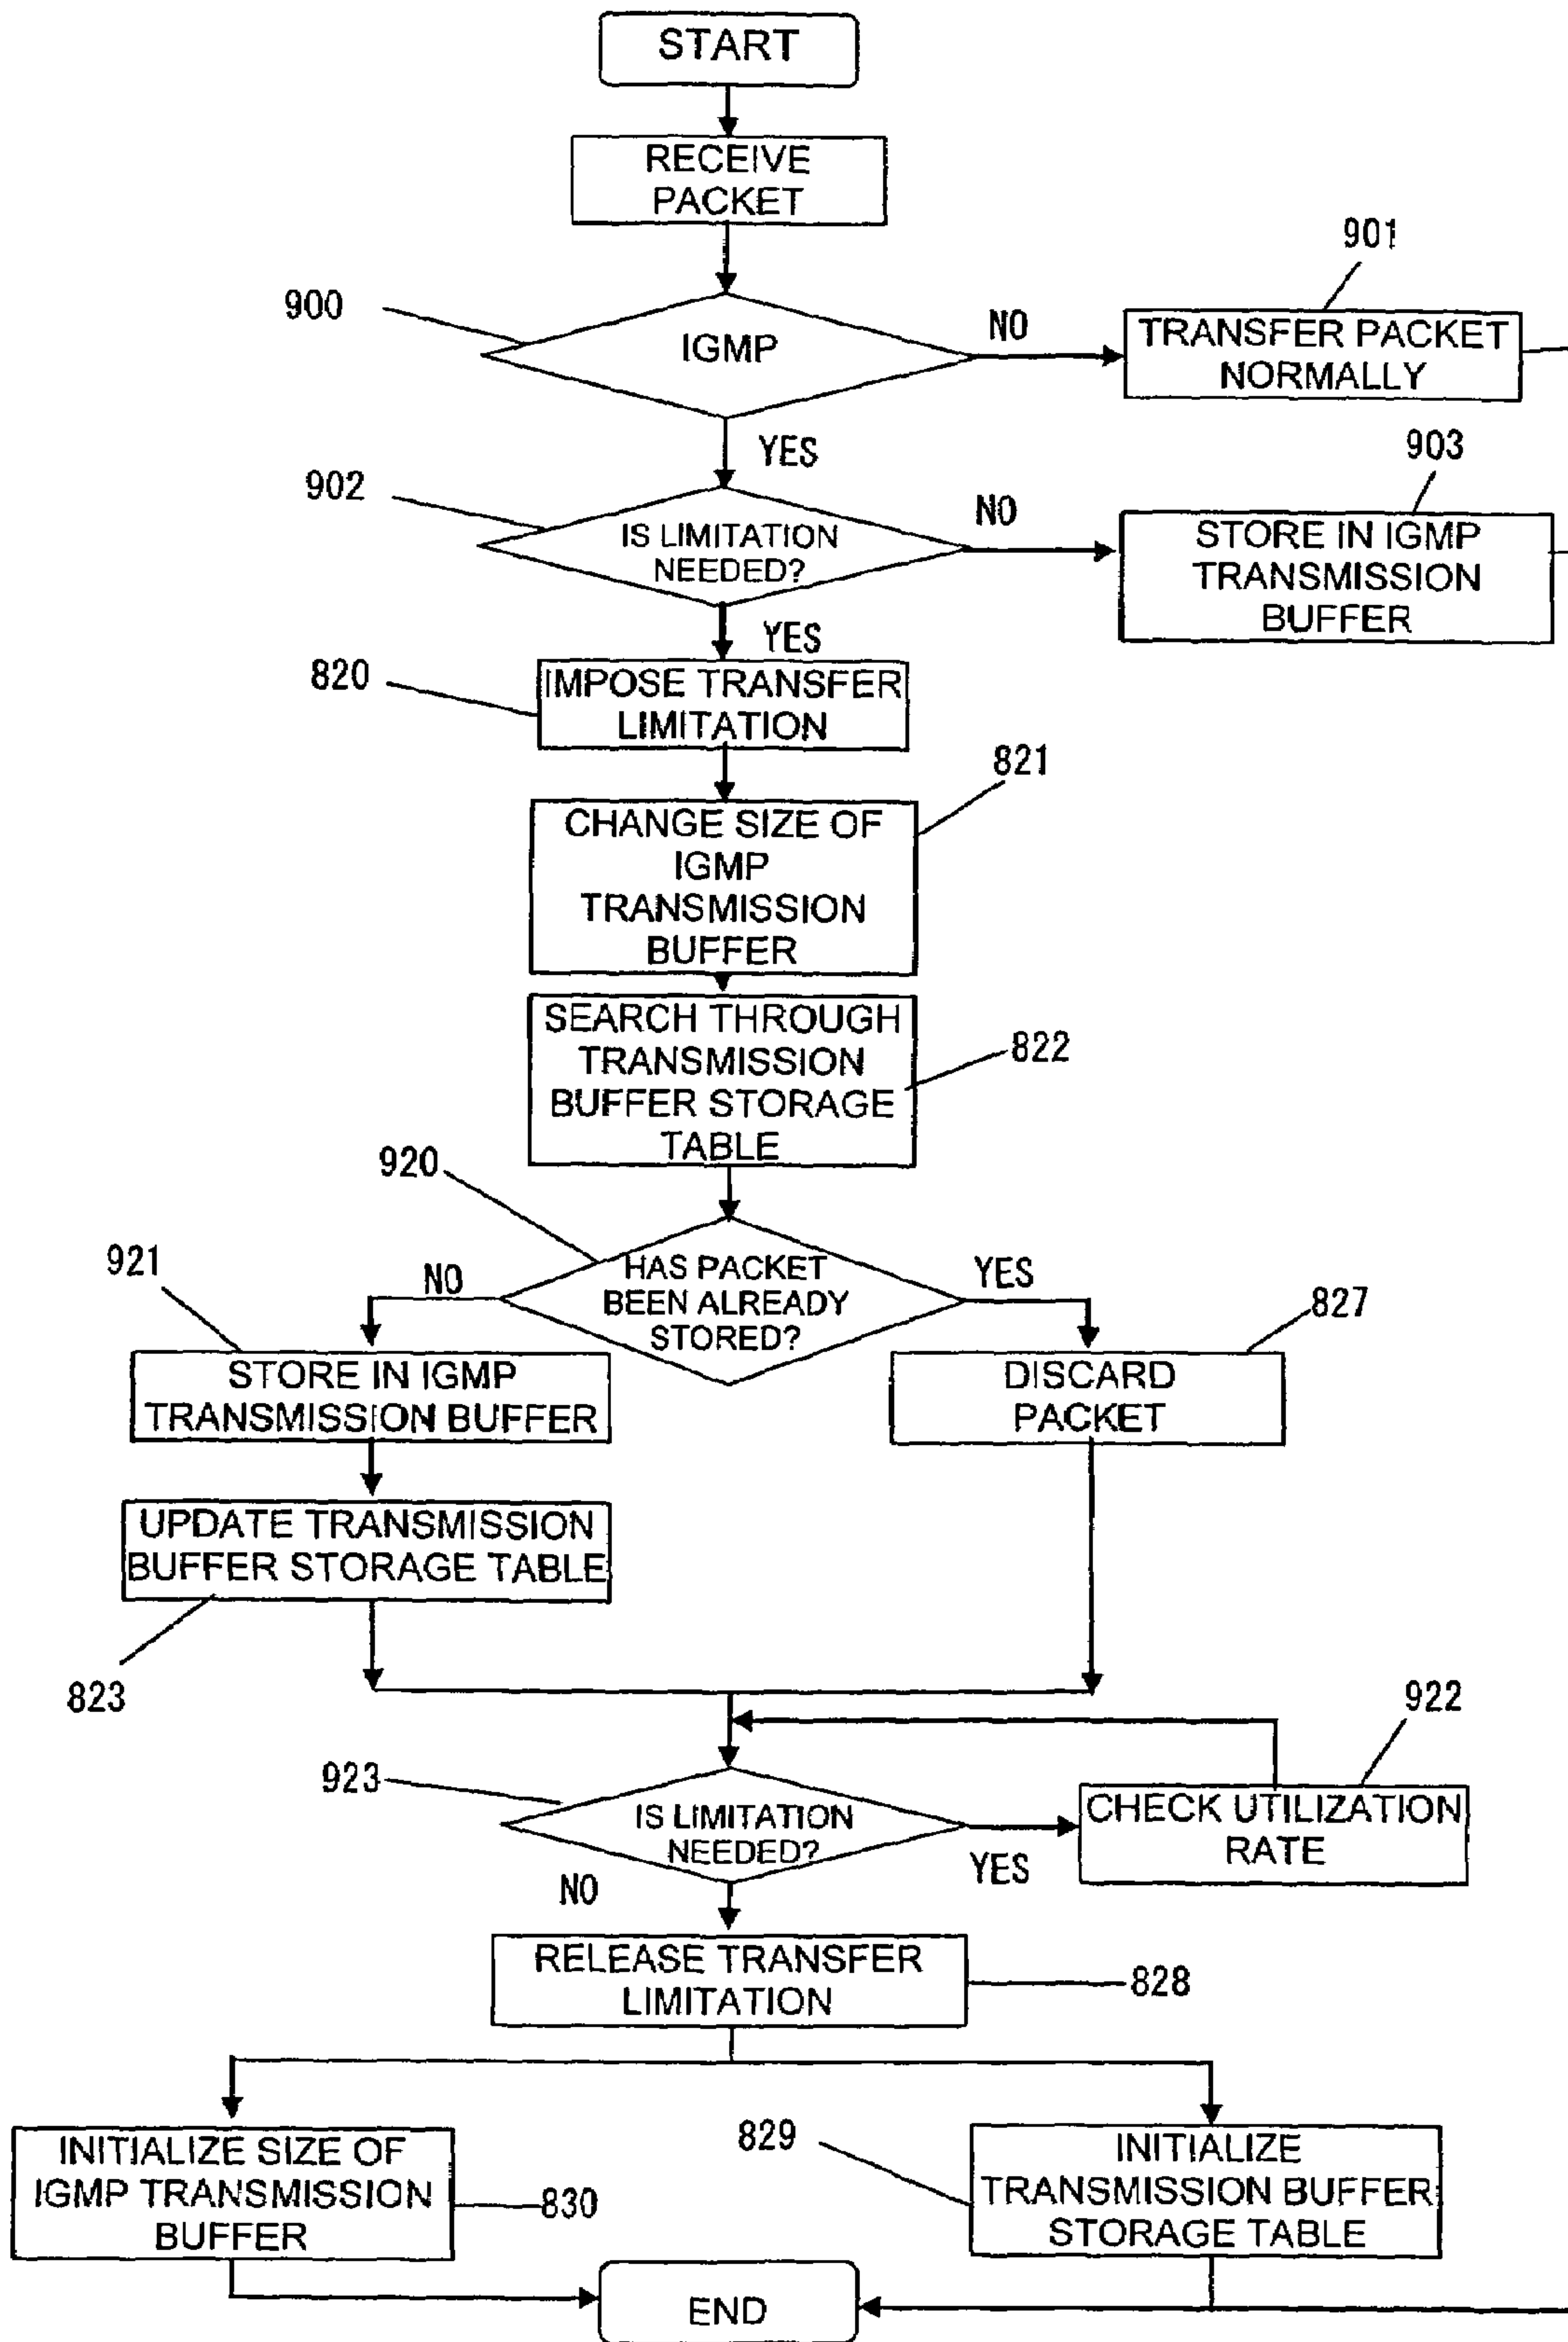 START
RECEIVE
PACKET
900
IGMP
NO
901
TRANSFER PACKET
NORMALLY
YES
902
IS LIMITATION
NEEDED?
NO
903
STORE IN IGMP
TRANSMISSION
BUFFER
YES
820
IMPOSE TRANSFER
LIMITATION
821
CHANGE SIZE OF
IGMP
TRANSMISSION
BUFFER
SEARCH THROUGH
TRANSMISSION
BUFFER STORAGE
TABLE
822
920
HAS PACKET
BEEN ALREADY
STORED?
NO
YES
921
STORE IN IGMP
TRANSMISSION BUFFER
827
DISCARD
PACKET
UPDATE TRANSMISSION
BUFFER STORAGE TABLE
823
922
923
IS LIMITATION
NEEDED?
YES
CHECK UTILIZATION
RATE
NO
RELEASE TRANSFER
LIMITATION
828
INITIALIZE SIZE OF
IGMP TRANSMISSION
BUFFER
830
829
INITIALIZE
TRANSMISSION BUFFER
STORAGE TABLE
END